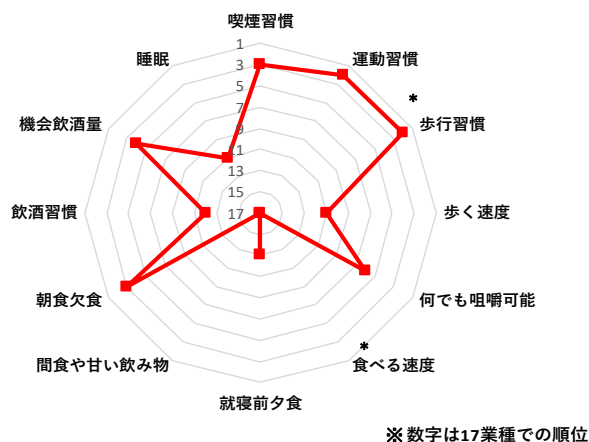 喫煙習慣
1
睡眠
運動習慣
3
5
*
機会飲酒量
7
歩行習慣
9
11
13
15
飲酒習慣
17
歩く速度
朝食欠食
何でも咀嚼可能
*
間食や甘い飲み物
食べる速度
就寝前夕食
※ 数字は17業種での順位